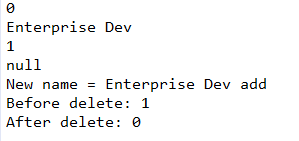 0
Enterprise Dev
1
null
New name = Enterprise Dev add
Before delete: 1
After delete: 0